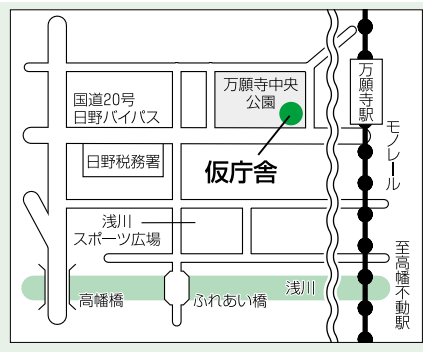 万願寺中央
公園
国道20号
日野バイパス
万願寺駅
仮庁舎
日野税務署
モノレール
浅川
スポーツ広場
至高幡不動駅
浅川
高幡橋
ふれあい橋